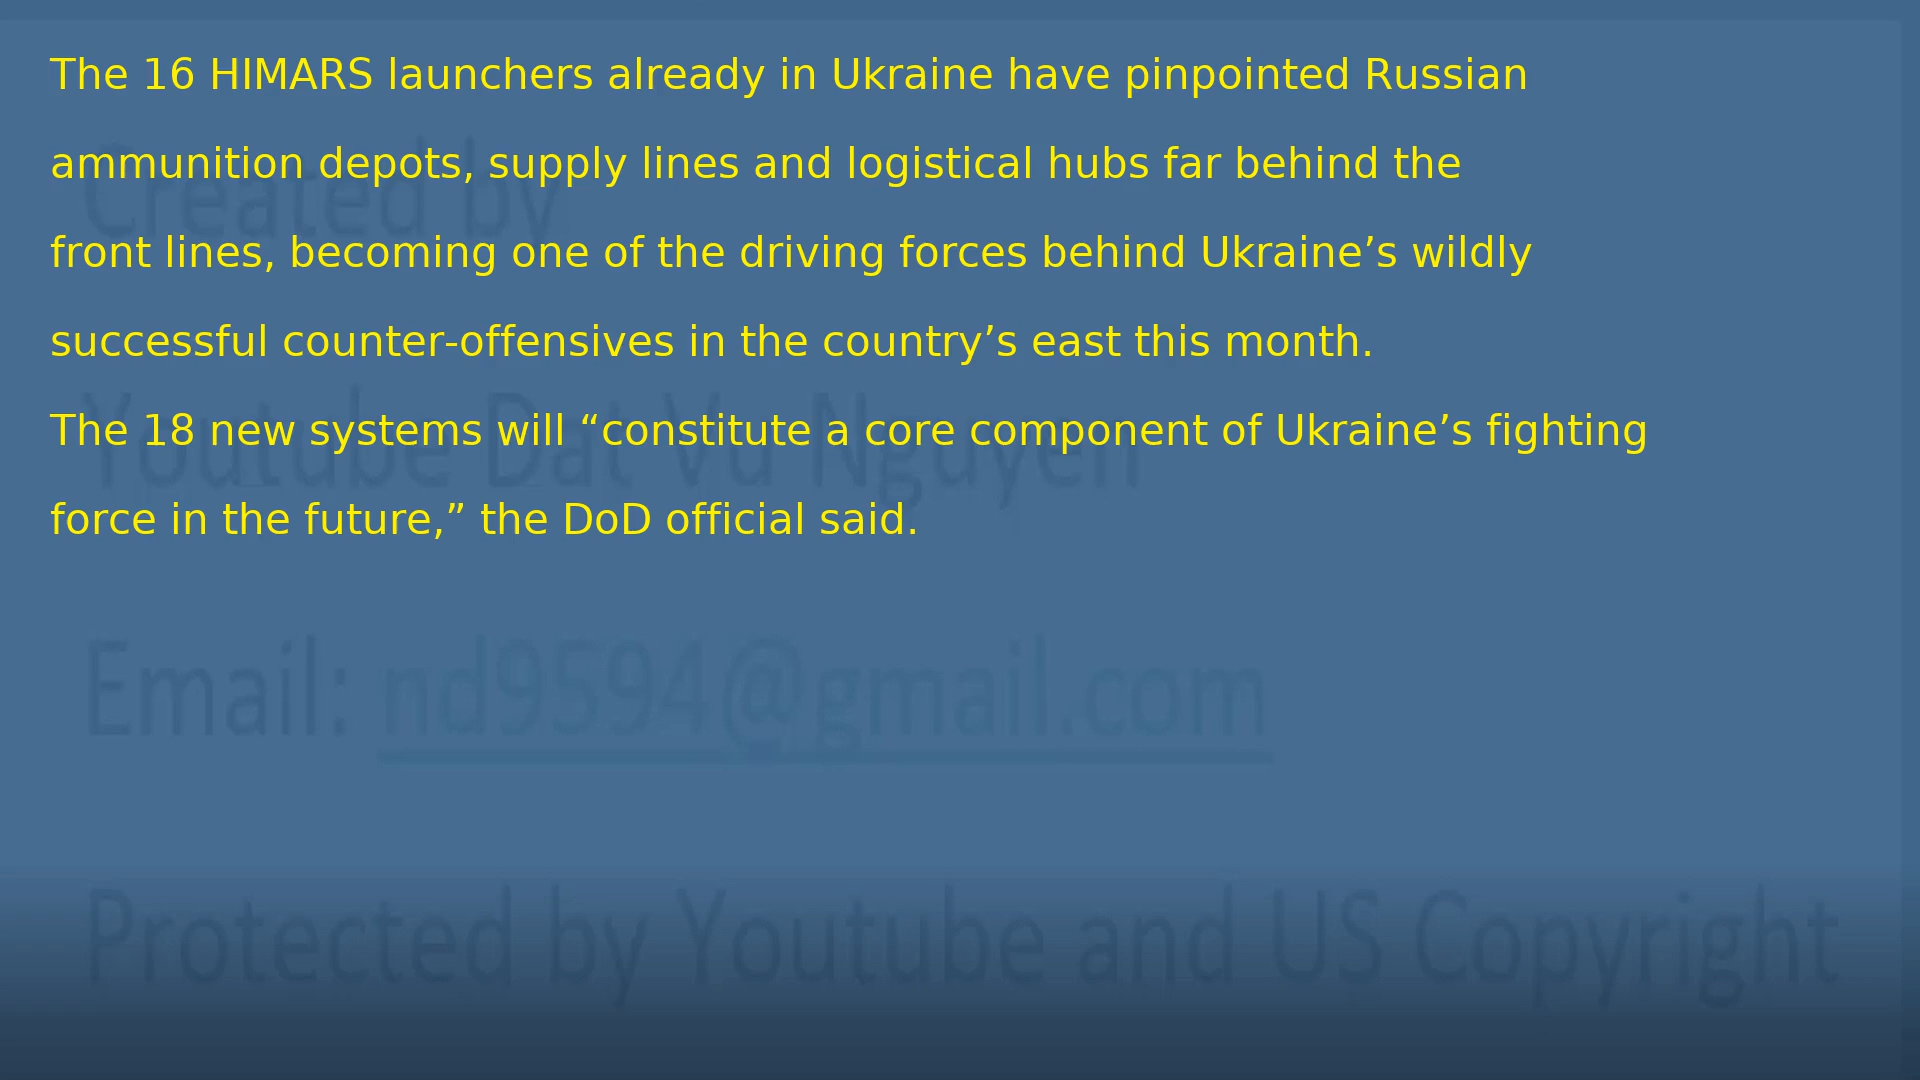 The 16 HIMARS launchers already in Ukraine have pinpointed Russian
ammunition depots, supply lines and logistical hubs far behind the
Created by
front lines, becoming one of the driving forces behind Ukraine’s wildly
successful counter-offensives in the country’s east this month.
The 18 new systems will “constitute a core component of Ukraine’s fighting
Youtube Dat Vu Nguyen
force in the future,” the DoD official said.
Email: nd9594@gmail.com
Protected by Youtube and US Copyright